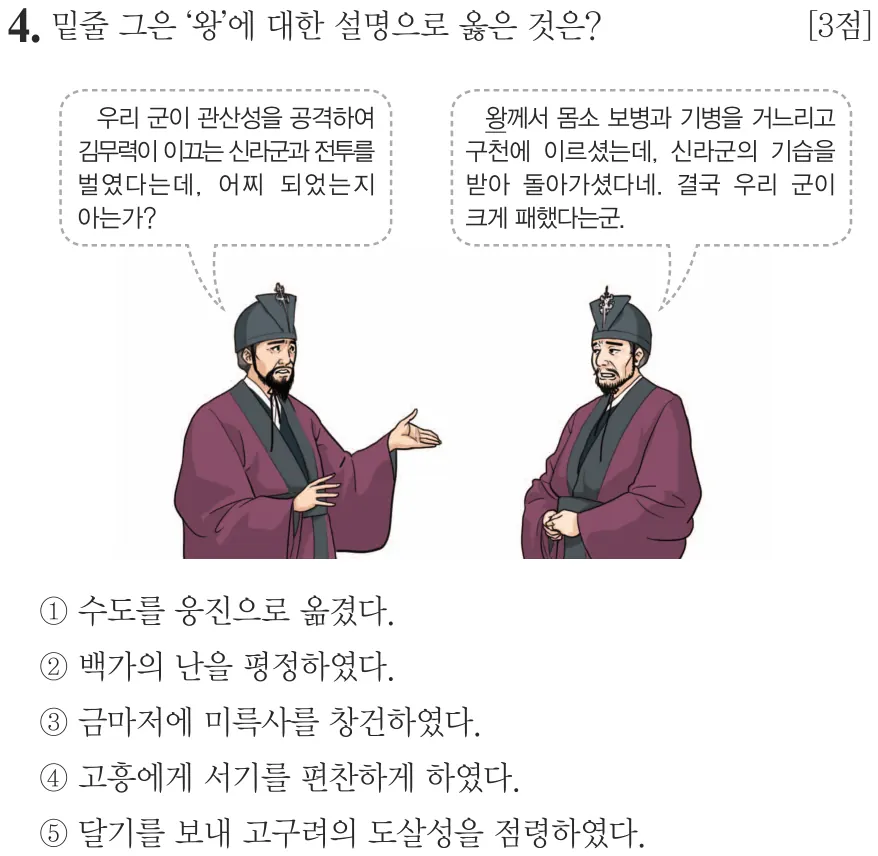 4. 밑줄 그은 ‘왕’에 대한 설명으로 옳은 것은? [3점]
우리 군이 관산성을 공격하여
김무력이 이끄는 신라군과 전투를
벌였다는데, 어찌 되었는지
아는가?
왕께서 몸소 보병과 기병을 거느리고
구천에 이르셨는데, 신라군의 기습을
받아 돌아가셨다네. 결국 우리 군이
크게 패했다는군.
① 수도를 웅진으로 옮겼다.
② 백가의 난을 평정하였다.
③ 금마저에 미륵사를 창건하였다.
④ 고흥에게 서기를 편찬하게 하였다.
⑤ 달기를 보내 고구려의 도살성을 점령하였다.